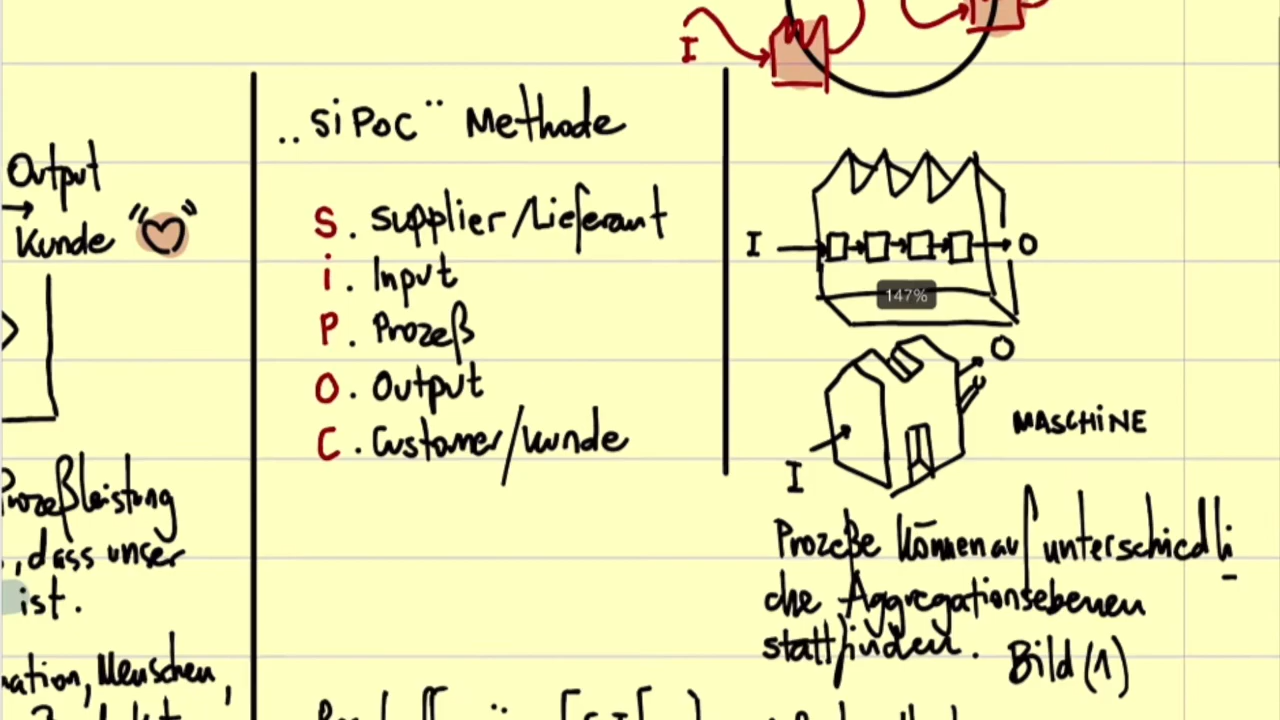 I
Output
Kunde
Prozeßleistung
, dass unser
ist.
Menschen,
„SiPoC" Methode
S. Supplier/Lieferant
i. Input
P. Prozeß
O. Output
C. Customer/Kunde
I O
147%
O
I
MASCHiNE
Prozeße können auf unterschiedli
che Aggregationsebenen
stattfinden. Bild (1)